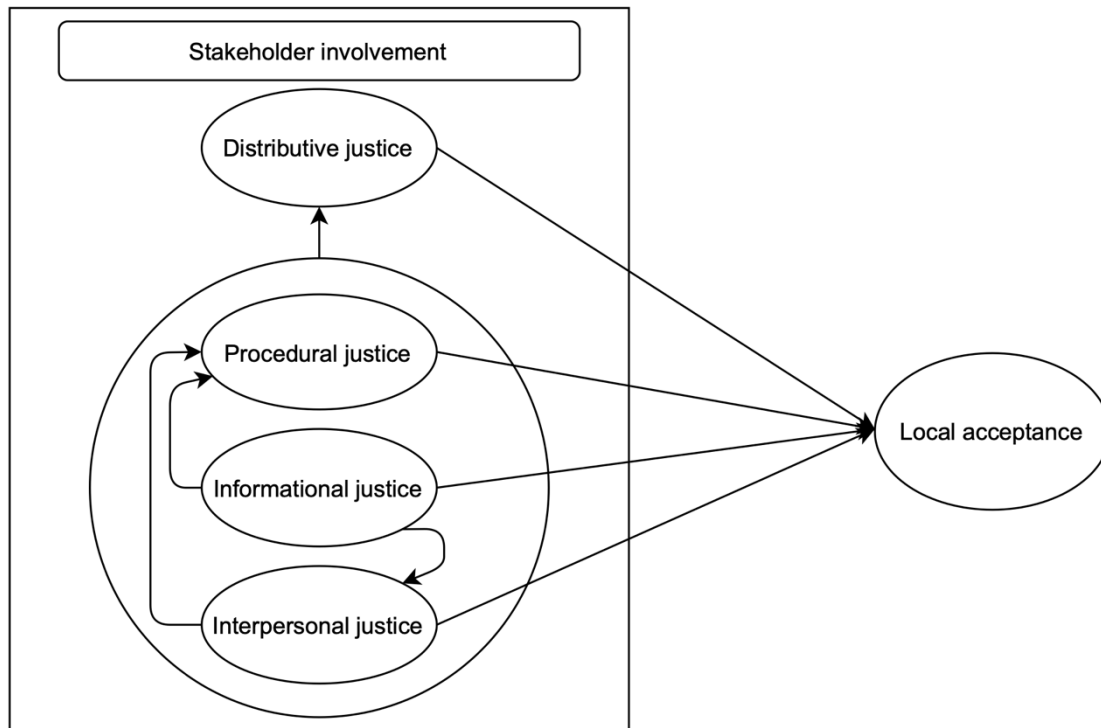 Stakeholder involvement
Distributive justice
Procedural justice
Informational justice
Interpersonal justice
Local acceptance